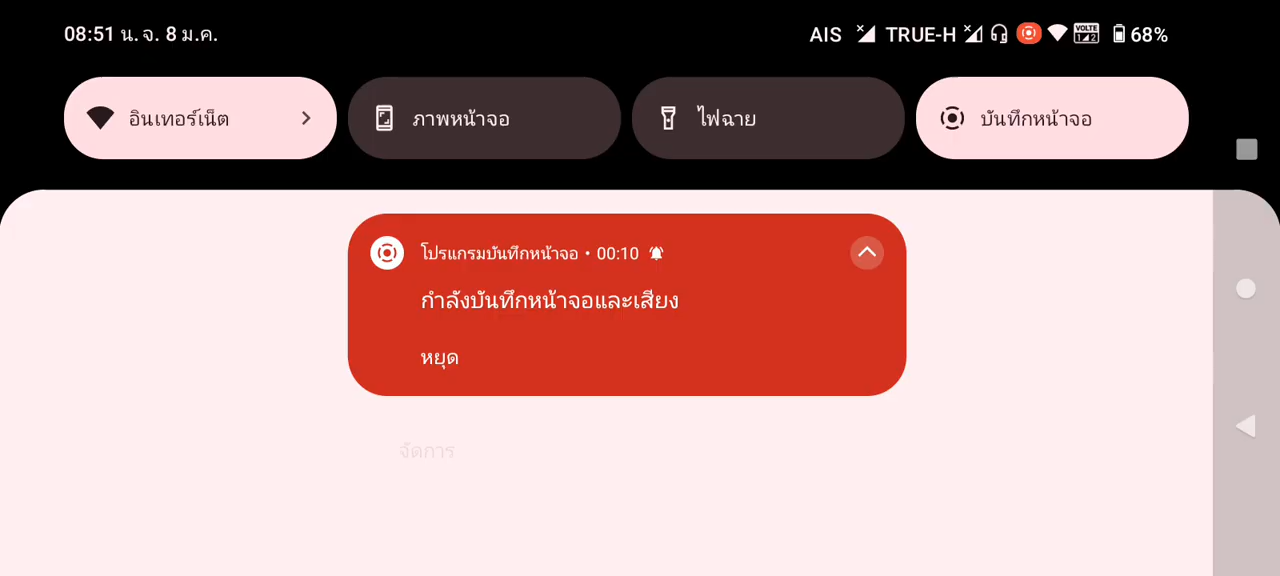 08:51 น. จ. 8 ม.ค.
AIS TRUE-H VOLTE 1 2 68%
อินเทอร์เน็ต
ภาพหน้าจอ
ไฟฉาย
บันทึกหน้าจอ
โปรแกรมบันทึกหน้าจอ • 00:10
กำลังบันทึกหน้าจอและเสียง
หยุด
จัดการ